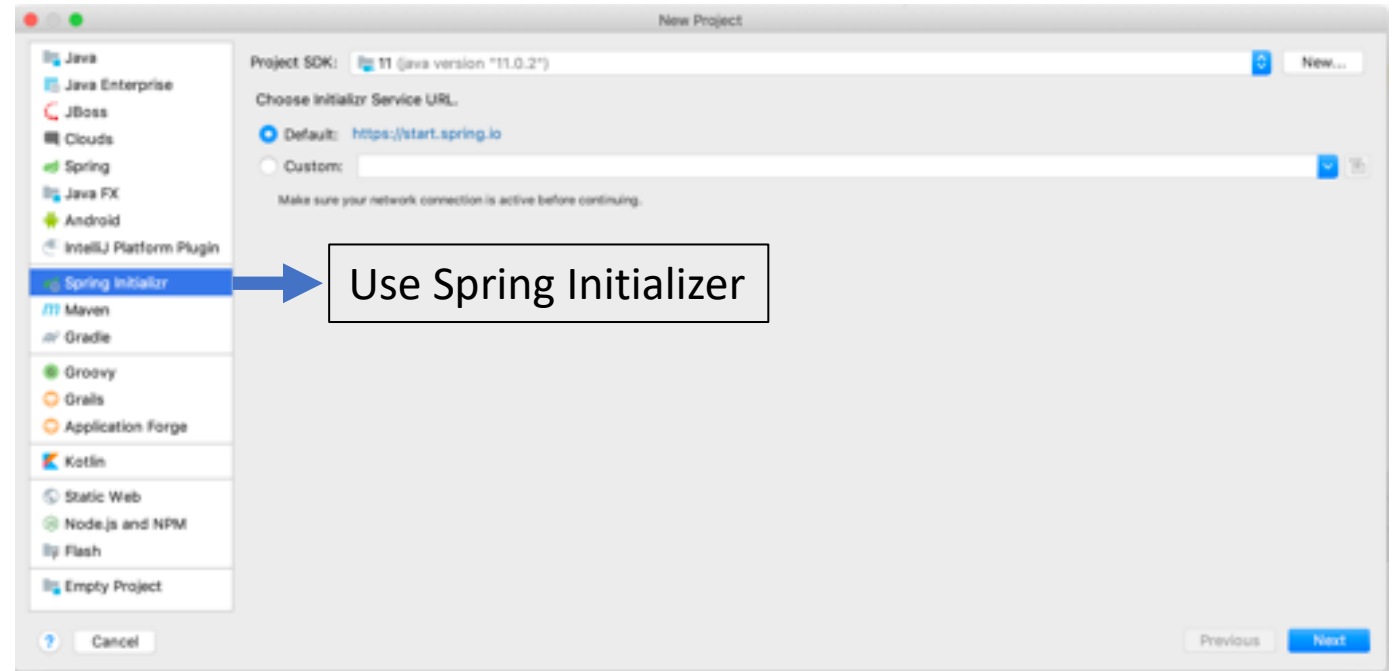 New Project
Java
Java Enterprise
JBoss
Clouds
Spring
Java FX
Android
IntelliJ Platform Plugin
Spring Initializr
Maven
Gradle
Groovy
Grails
Application Forge
Kotlin
Static Web
Node.js and NPM
Flash
Empty Project
Project SDK: 11 (java version "11.0.2") New...
Choose Initializr Service URL.
Default: https://start.spring.io
Custom:
Make sure your network connection is active before continuing.
Use Spring Initializer
? Cancel Previous Next